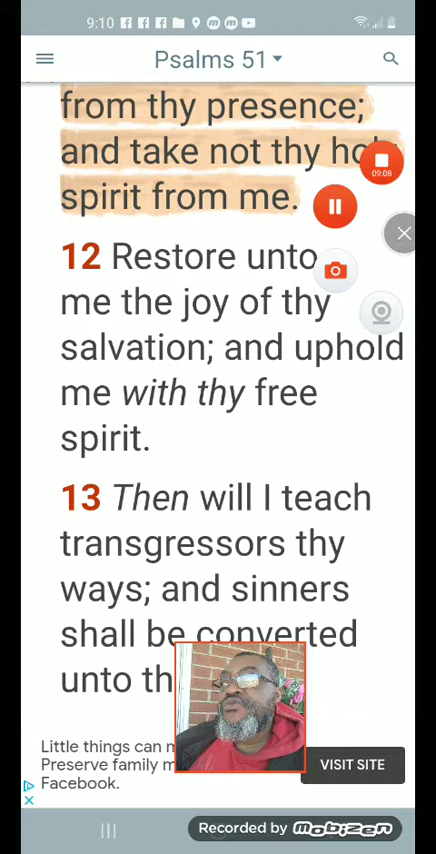 9:10
Psalms 51
from thy presence;
and take not thy ho
09:08
spirit from me.
12 Restore unto
me the joy of thy
salvation; and uphold
me with thy free
spirit.
13 Then will I teach
transgressors thy
ways; and sinners
shall be converted
unto th
Little things can m
Preserve family m
Facebook.
VISIT SITE
Recorded by mobizen